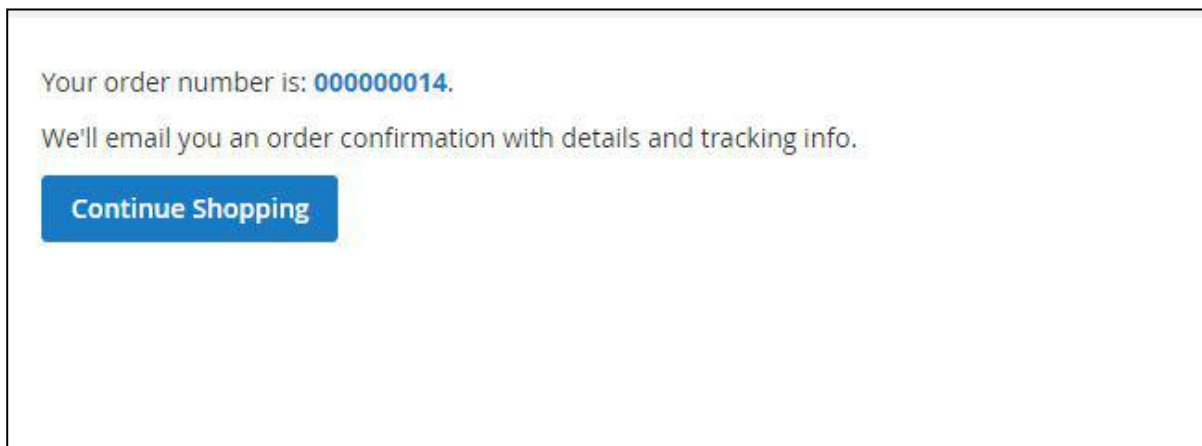 Your order number is: 000000014.
We'll email you an order confirmation with details and tracking info.
Continue Shopping